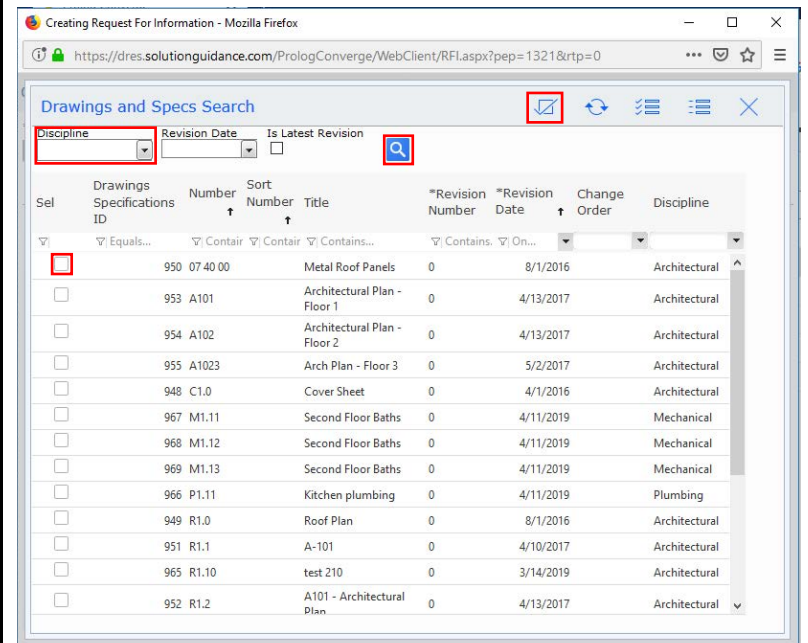 Creating Request For Information - Mozilla Firefox
https://dres.solutionguidance.com/PrologConverge/WebClient/RFI.aspx?pep=1321&rtp=0
Drawings and Specs Search
Discipline Revision Date Is Latest Revision
Sel Drawings Specifications ID Number Sort Number Title *Revision Number *Revision Date Change Order Discipline
Equals... Contair Contair Contains... Contains. On...
950 07 40 00 Metal Roof Panels 0 8/1/2016 Architectural
953 A101 Architectural Plan - Floor 1 0 4/13/2017 Architectural
954 A102 Architectural Plan - Floor 2 0 4/13/2017 Architectural
955 A1023 Arch Plan - Floor 3 0 5/2/2017 Architectural
948 C1.0 Cover Sheet 0 4/1/2016 Architectural
967 M1.11 Second Floor Baths 0 4/11/2019 Mechanical
968 M1.12 Second Floor Baths 0 4/11/2019 Mechanical
969 M1.13 Second Floor Baths 0 4/11/2019 Mechanical
966 P1.11 Kitchen plumbing 0 4/11/2019 Plumbing
949 R1.0 Roof Plan 0 8/1/2016 Architectural
951 R1.1 A-101 0 4/10/2017 Architectural
965 R1.10 test 210 0 3/14/2019 Architectural
952 R1.2 A101 - Architectural Plan 0 4/13/2017 Architectural